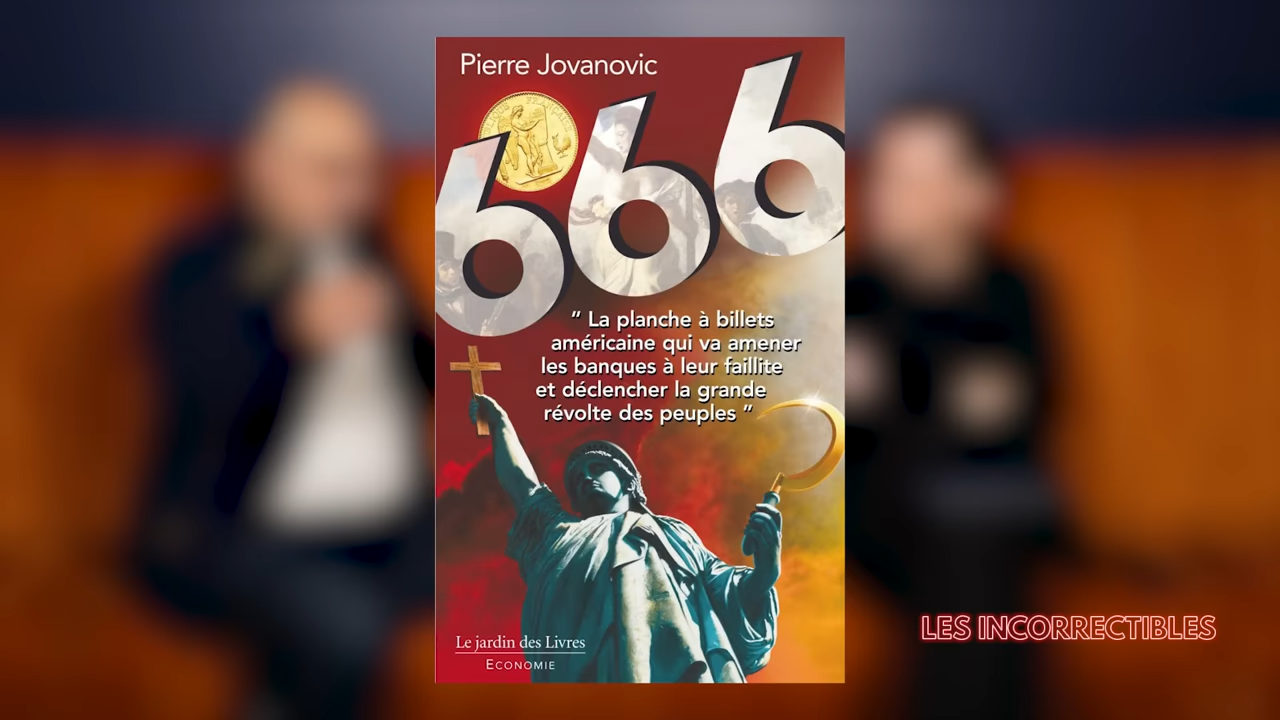 Pierre Jovanovic
666
" La planche à billets
américaine qui va amener
les banques à leur faillite
et déclencher la grande
révolte des peuples "
Le jardin des Livres
ECONOMIE
LES INCORRECTIBLES